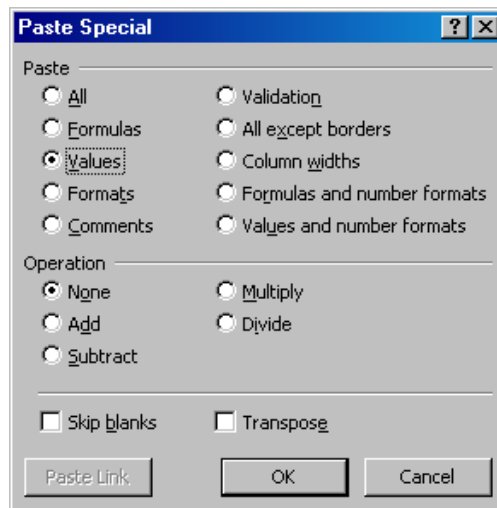 Paste Special
Paste
All
Validation
Formulas
All except borders
Values
Column widths
Formats
Formulas and number formats
Comments
Values and number formats
Operation
None
Multiply
Add
Divide
Subtract
Skip blanks
Transpose
Paste Link
OK
Cancel